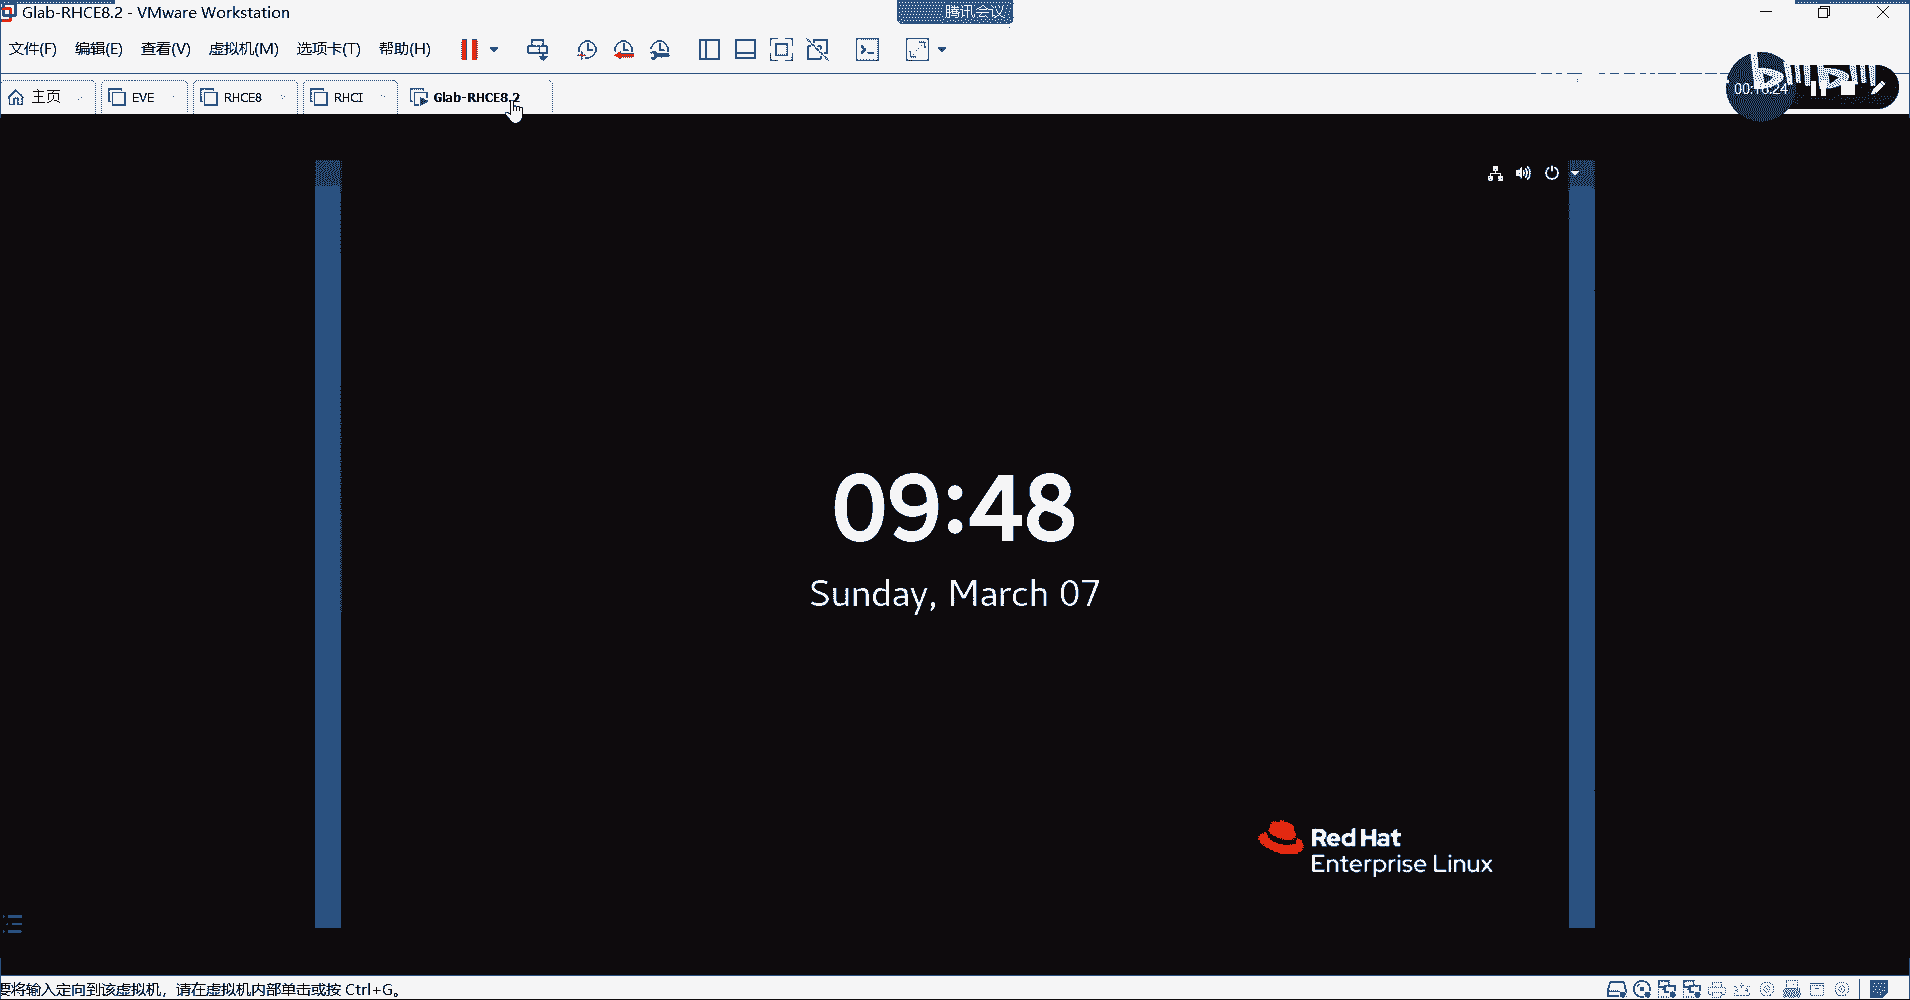 Glab-RHCE8.2 - VMware Workstation
腾讯会议
文件(F) 编辑(E) 查看(V) 虚拟机(M) 选项卡(T) 帮助(H)
主页 EVE RHCE8 RHCI Glab-RHCE8.2
09:48
Sunday, March 07
Red Hat
Enterprise Linux
要将输入定向到该虚拟机，请在虚拟机内部单击或按 Ctrl+G。